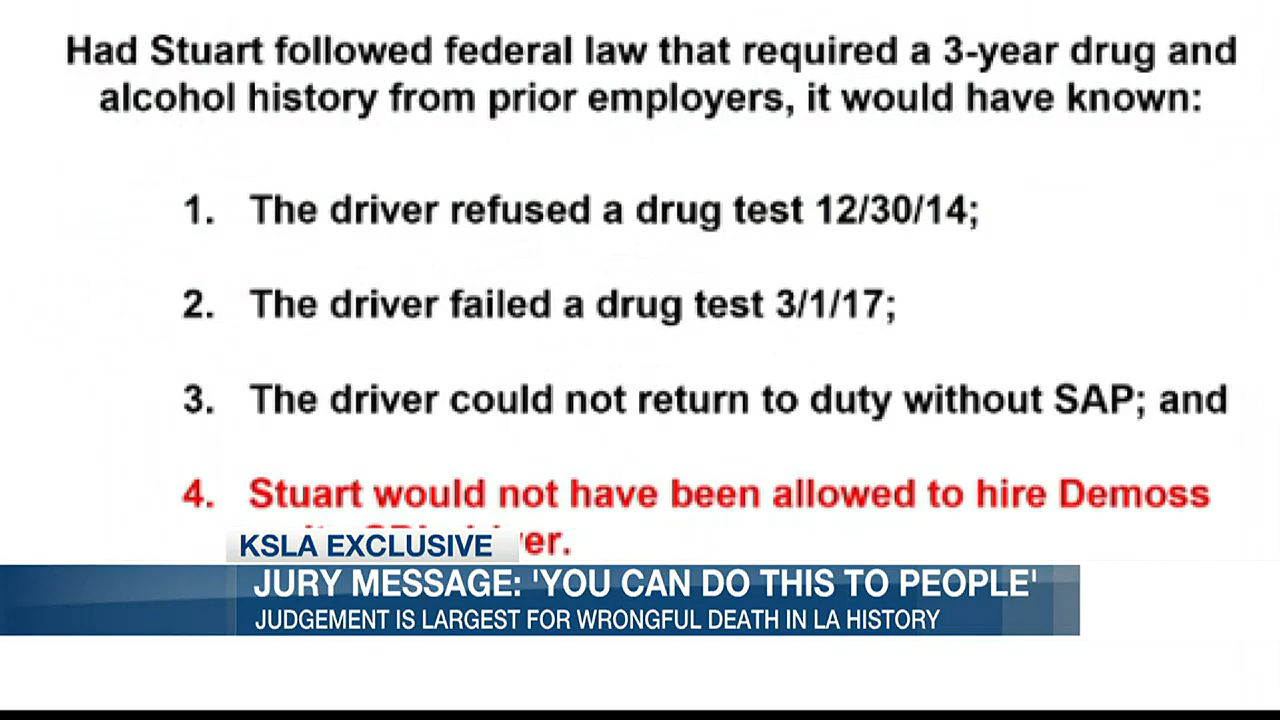 Had Stuart followed federal law that required a 3-year drug and
alcohol history from prior employers, it would have known:
1. The driver refused a drug test 12/30/14;
2. The driver failed a drug test 3/1/17;
3. The driver could not return to duty without SAP; and
4. Stuart would not have been allowed to hire Demoss
KSLA EXCLUSIVE
JURY MESSAGE: 'YOU CAN DO THIS TO PEOPLE'
JUDGEMENT IS LARGEST FOR WRONGFUL DEATH IN LA HISTORY